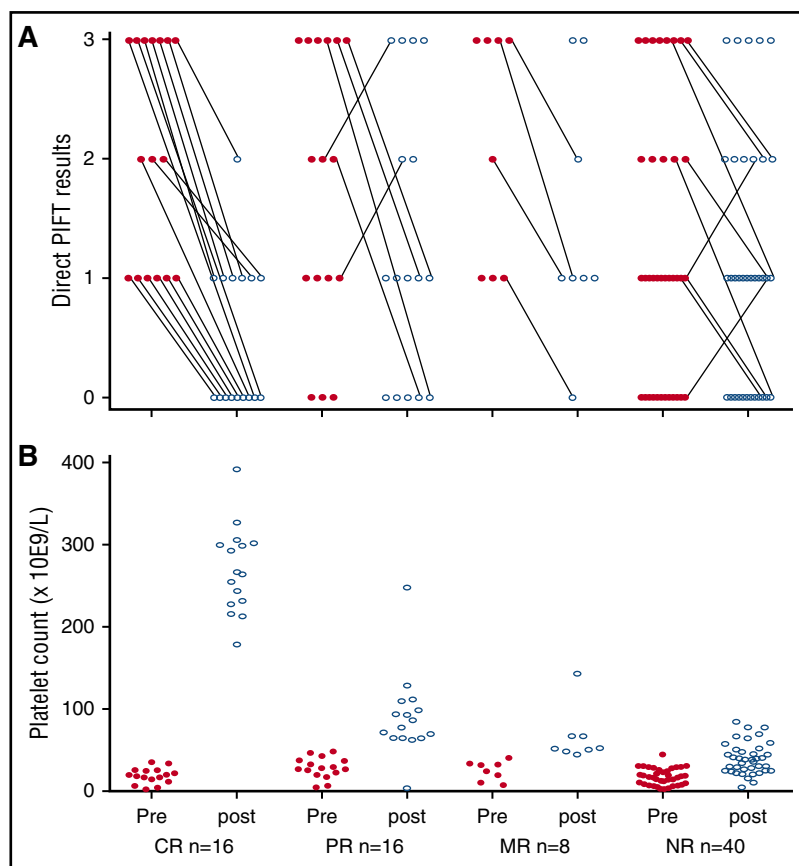 A
Direct PIFT results
3
2
1
0
B
Platelet count (x 10E9/L)
400
300
200
100
0
Pre post Pre post Pre post Pre post
CR n=16 PR n=16 MR n=8 NR n=40